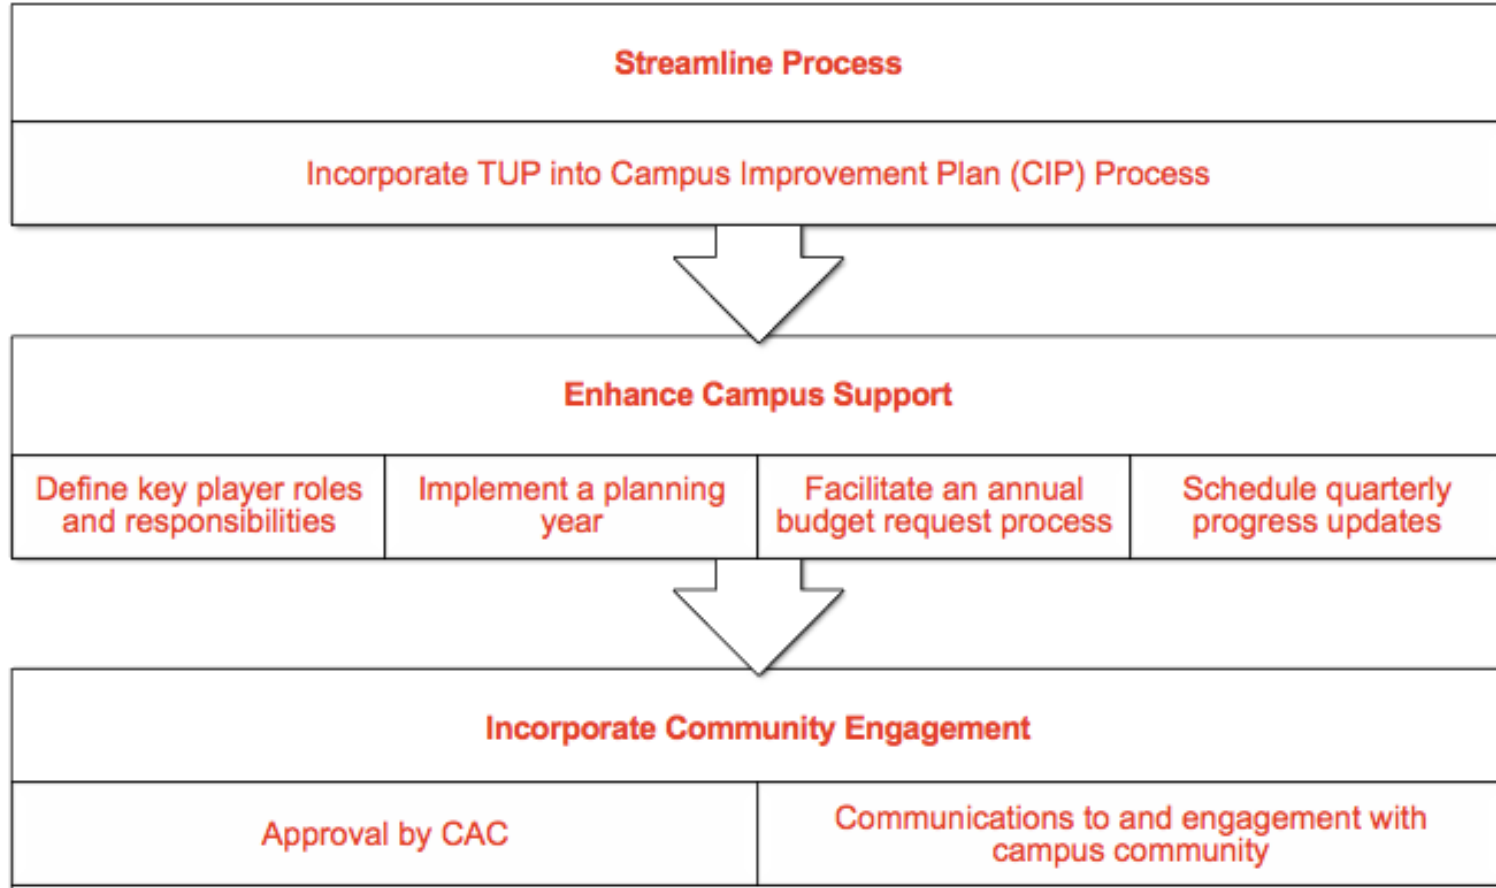 Streamline Process
Incorporate TUP into Campus Improvement Plan (CIP) Process
Enhance Campus Support
Define key player roles
and responsibilities
Implement a planning
year
Facilitate an annual
budget request process
Schedule quarterly
progress updates
Incorporate Community Engagement
Approval by CAC
Communications to and engagement with
campus community